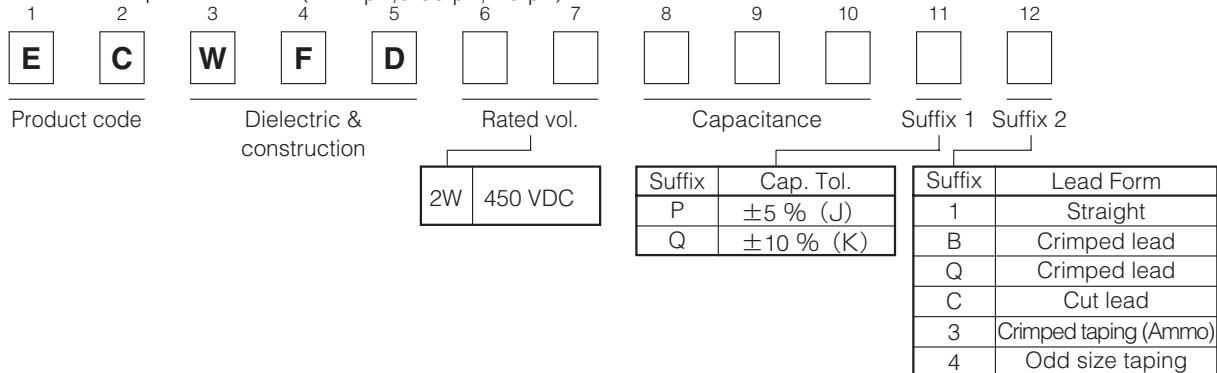 1 2 3 4 5 6 7 8 9 10 11 12
E C W F D
Product code Dielectric & construction Rated vol. Capacitance Suffix 1 Suffix 2
2W 450 VDC
Suffix Cap. Tol.
P ±5 % (J)
Q ±10 % (K)
Suffix Lead Form
1 Straight
B Crimped lead
Q Crimped lead
C Cut lead
3 Crimped taping (Ammo)
4 Odd size taping